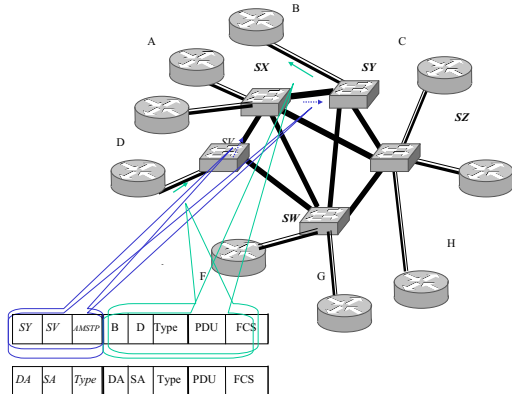 B
A
SX
SY
C
SZ
D
SV
SW
H
F
G
SY SV AMSTP B D Type PDU FCS
DA SA Type DA SA Type PDU FCS